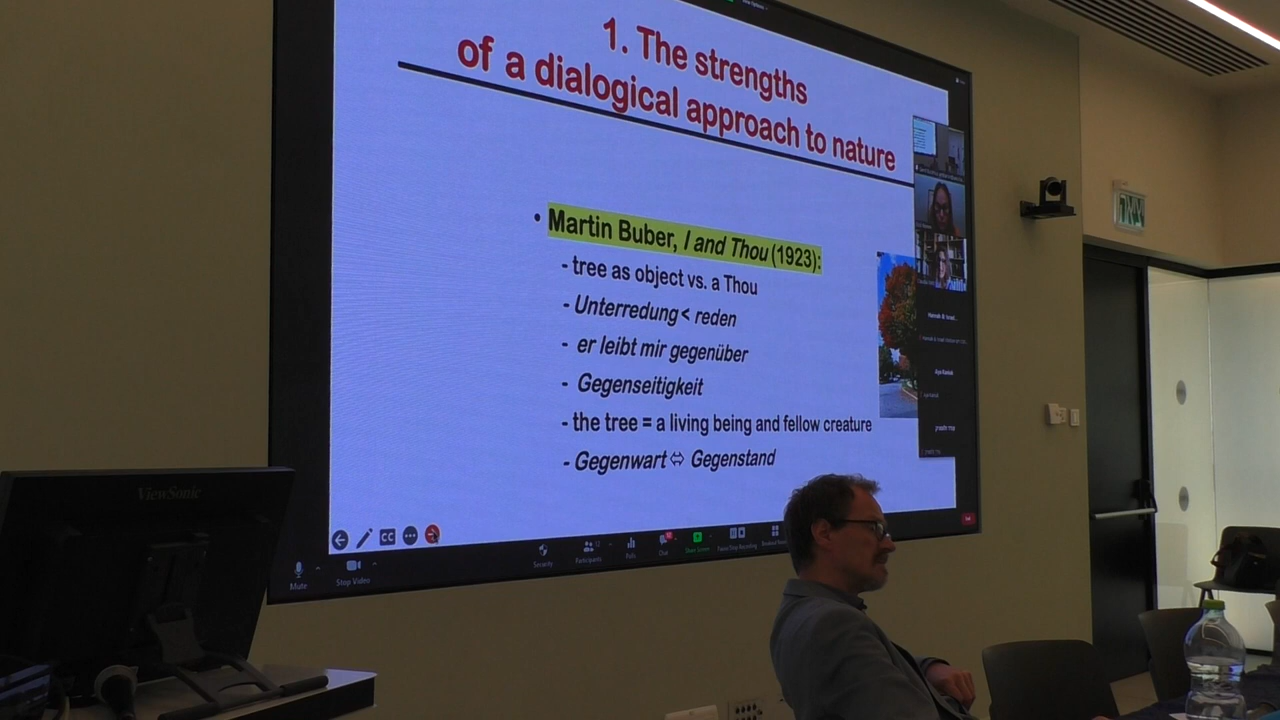 1. The strengths
of a dialogical approach to nature
• Martin Buber, I and Thou (1923):
- tree as object vs. a Thou
- Unterredung < reden
- er leibt mir gegenüber
- Gegenseitigkeit
- the tree = a living being and fellow creature
- Gegenwart ⇔ Gegenstand
CC
Mute
Stop Video
Security
Participants
Polls
Chat
Share Screen
Pause/Stop Recording
ViewSonic
יציאה